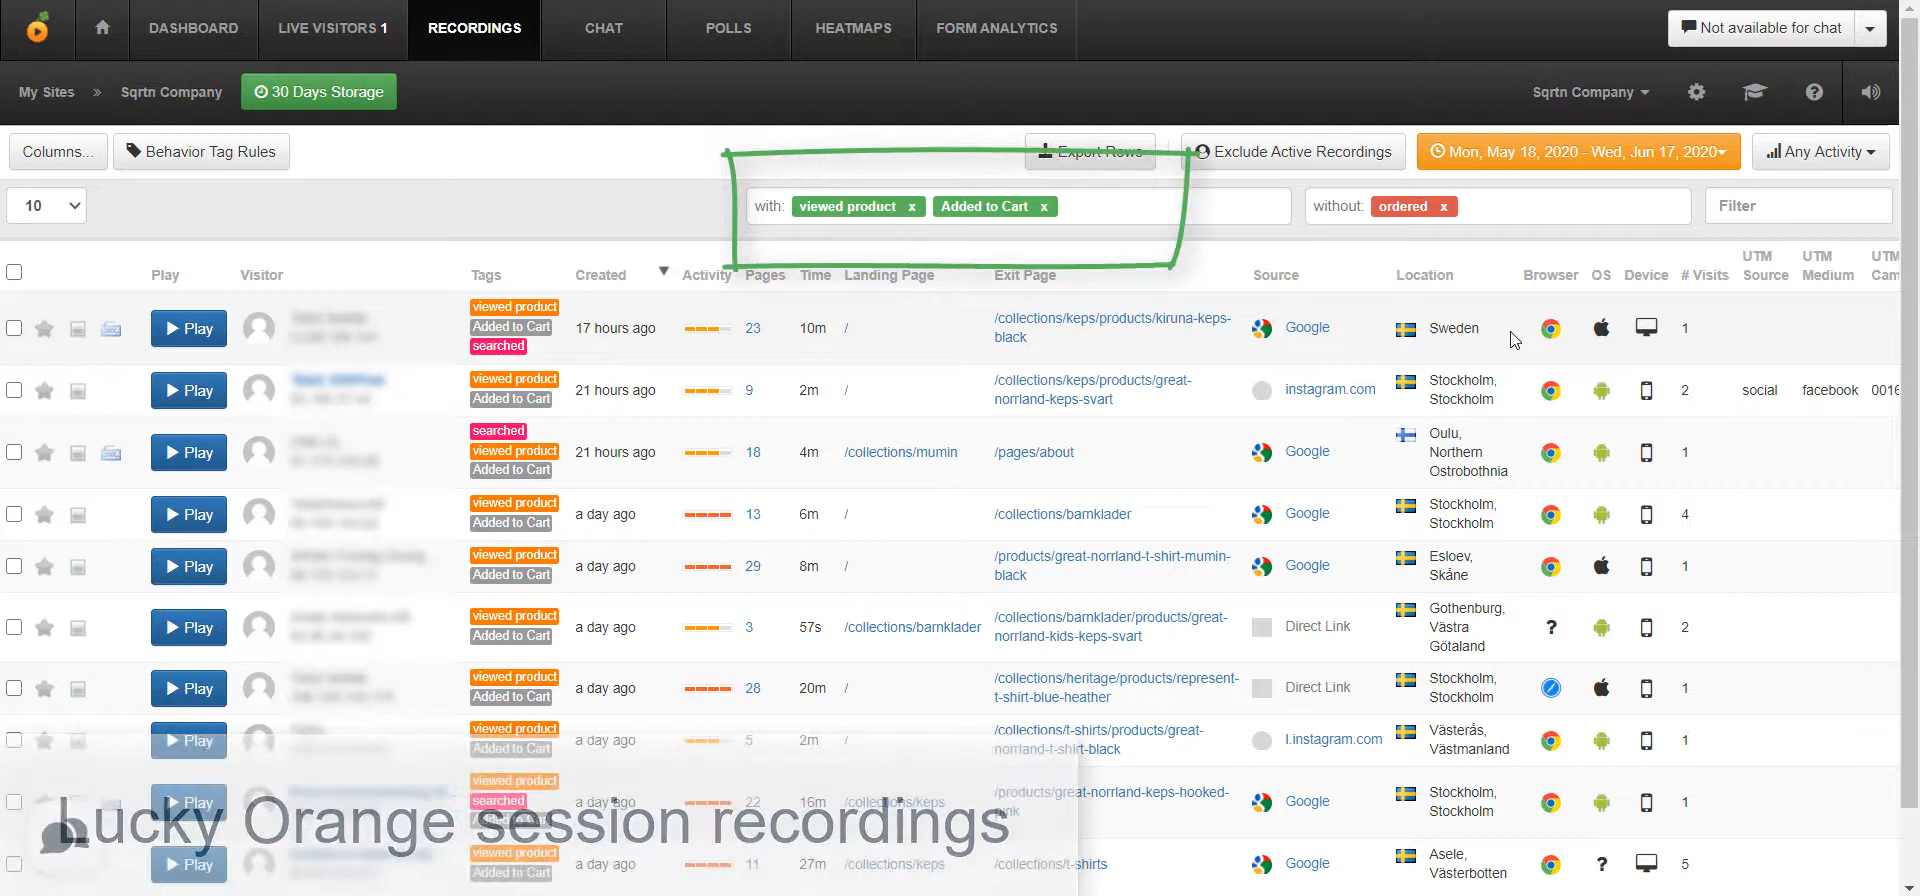 DASHBOARD LIVE VISITORS 1 RECORDINGS CHAT POLLS HEATMAPS FORM ANALYTICS Not available for chat
My Sites » Sqrtn Company 30 Days Storage Sqrtn Company
Columns... Behavior Tag Rules Export Rows Exclude Active Recordings Mon, May 18, 2020 - Wed, Jun 17, 2020 Any Activity
10 with: viewed product x Added to Cart x without: ordered x Filter
Play Visitor Tags Created Activity Pages Time Landing Page Exit Page Source Location Browser OS Device # Visits UTM Source UTM Medium UTM Cam
viewed product
Play Added to Cart 17 hours ago 23 10m / /collections/keps/products/kiruna-keps-black Google Sweden 1
searched
viewed product
Play 21 hours ago 9 2m / /collections/keps/products/great-norrland-keps-svart instagram.com Stockholm, Stockholm 2 social facebook 0016
Added to Cart
searched
Play viewed product 21 hours ago 18 4m /collections/mumin /pages/about Google Oulu, Northern Ostrobothnia 1
Added to Cart
viewed product
Play a day ago 13 6m / /collections/barnklader Google Stockholm, Stockholm 4
Added to Cart
viewed product
Play a day ago 29 8m / /products/great-norrland-t-shirt-mumin-black Google Esloev, Skåne 1
Added to Cart
viewed product
Play a day ago 3 57s /collections/barnklader /collections/barnklader/products/great-norrland-kids-keps-svart Direct Link Gothenburg, Västra Götaland ? 2
Added to Cart
viewed product
Play a day ago 28 20m / /collections/heritage/products/represent-t-shirt-blue-heather Direct Link Stockholm, Stockholm 1
Added to Cart
viewed product
Play a day ago 5 2m / /collections/t-shirts/products/great-norrland-t-shirt-black l.instagram.com Västerås, Västmanland 1
Added to Cart
viewed product
Play searched a day ago 22 16m /collections/keps /products/great-norrland-keps-hooked-pink Google Stockholm, Stockholm 1
Lucky Orange session recordings
viewed product
Play a day ago 11 27m /collections/keps /collections/t-shirts Google Asele, Västerbotten ? 5
Added to Cart